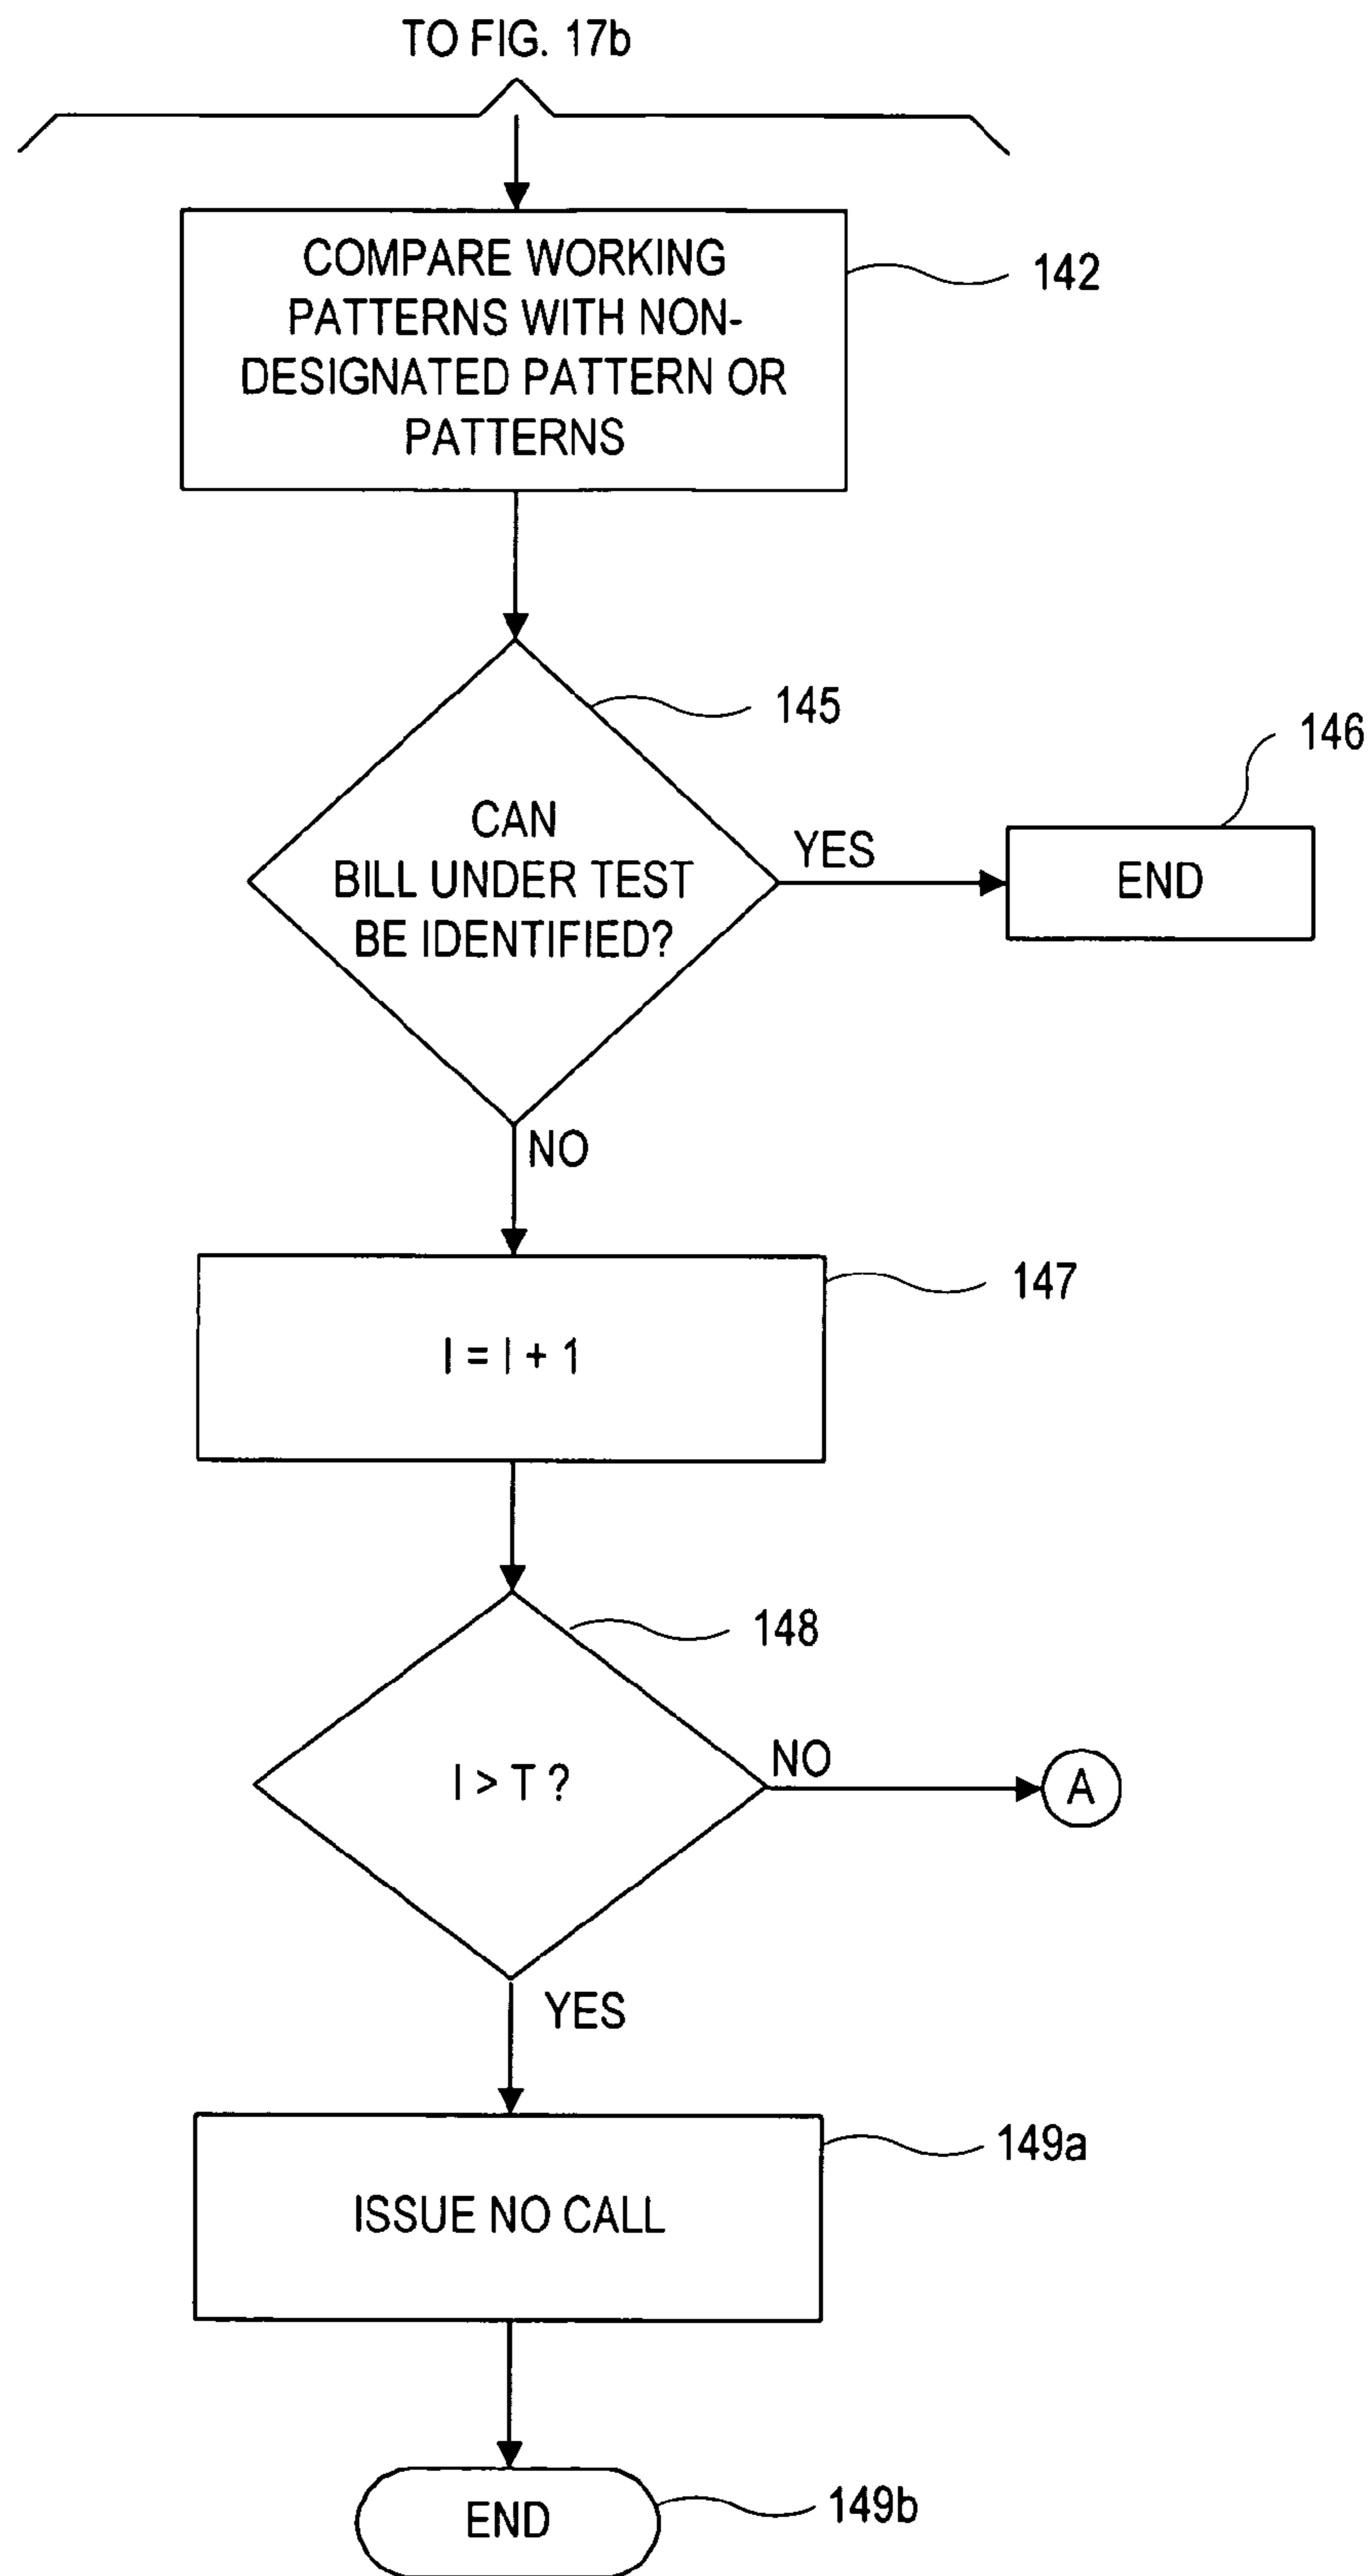 TO FIG. 17b
COMPARE WORKING
PATTERNS WITH NON-
DESIGNATED PATTERN OR
PATTERNS
142
145
146
CAN
BILL UNDER TEST
BE IDENTIFIED?
YES
END
NO
147
I = I + 1
148
I > T ?
NO
A
YES
149a
ISSUE NO CALL
END
149b